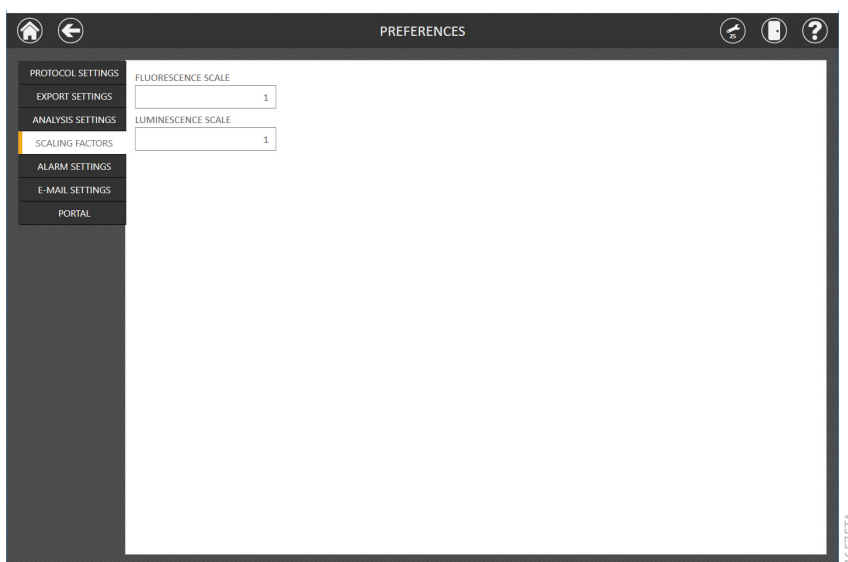 PREFERENCES
25
?
PROTOCOL SETTINGS
EXPORT SETTINGS
ANALYSIS SETTINGS
SCALING FACTORS
ALARM SETTINGS
E-MAIL SETTINGS
PORTAL
FLUORESCENCE SCALE
1
LUMINESCENCE SCALE
1